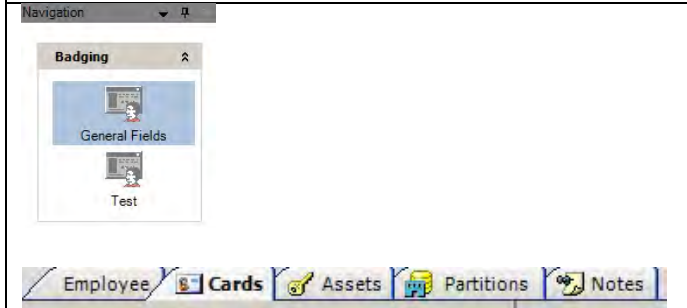 Navigation
Badging
General Fields
Test
Employee Cards Assets Partitions Notes